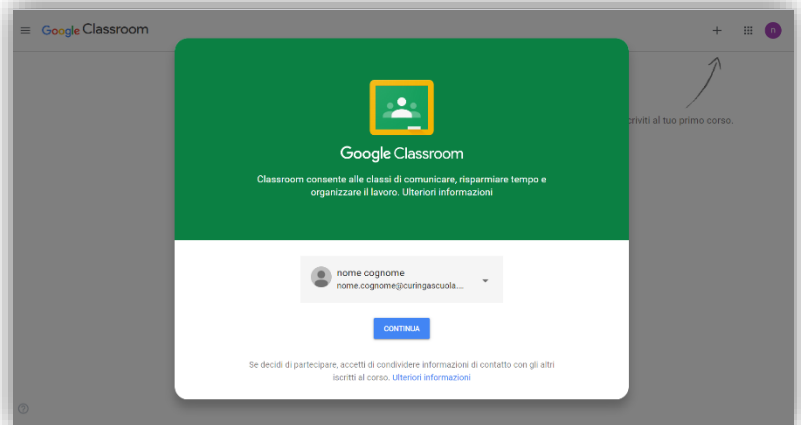 Google Classroom
n
criviti al tuo primo corso.
Google Classroom
Classroom consente alle classi di comunicare, risparmiare tempo e
organizzare il lavoro. Ulteriori informazioni
nome cognome
nome.cognome@curingascuola....
CONTINUA
Se decidi di partecipare, accetti di condividere informazioni di contatto con gli altri
iscritti al corso. Ulteriori informazioni